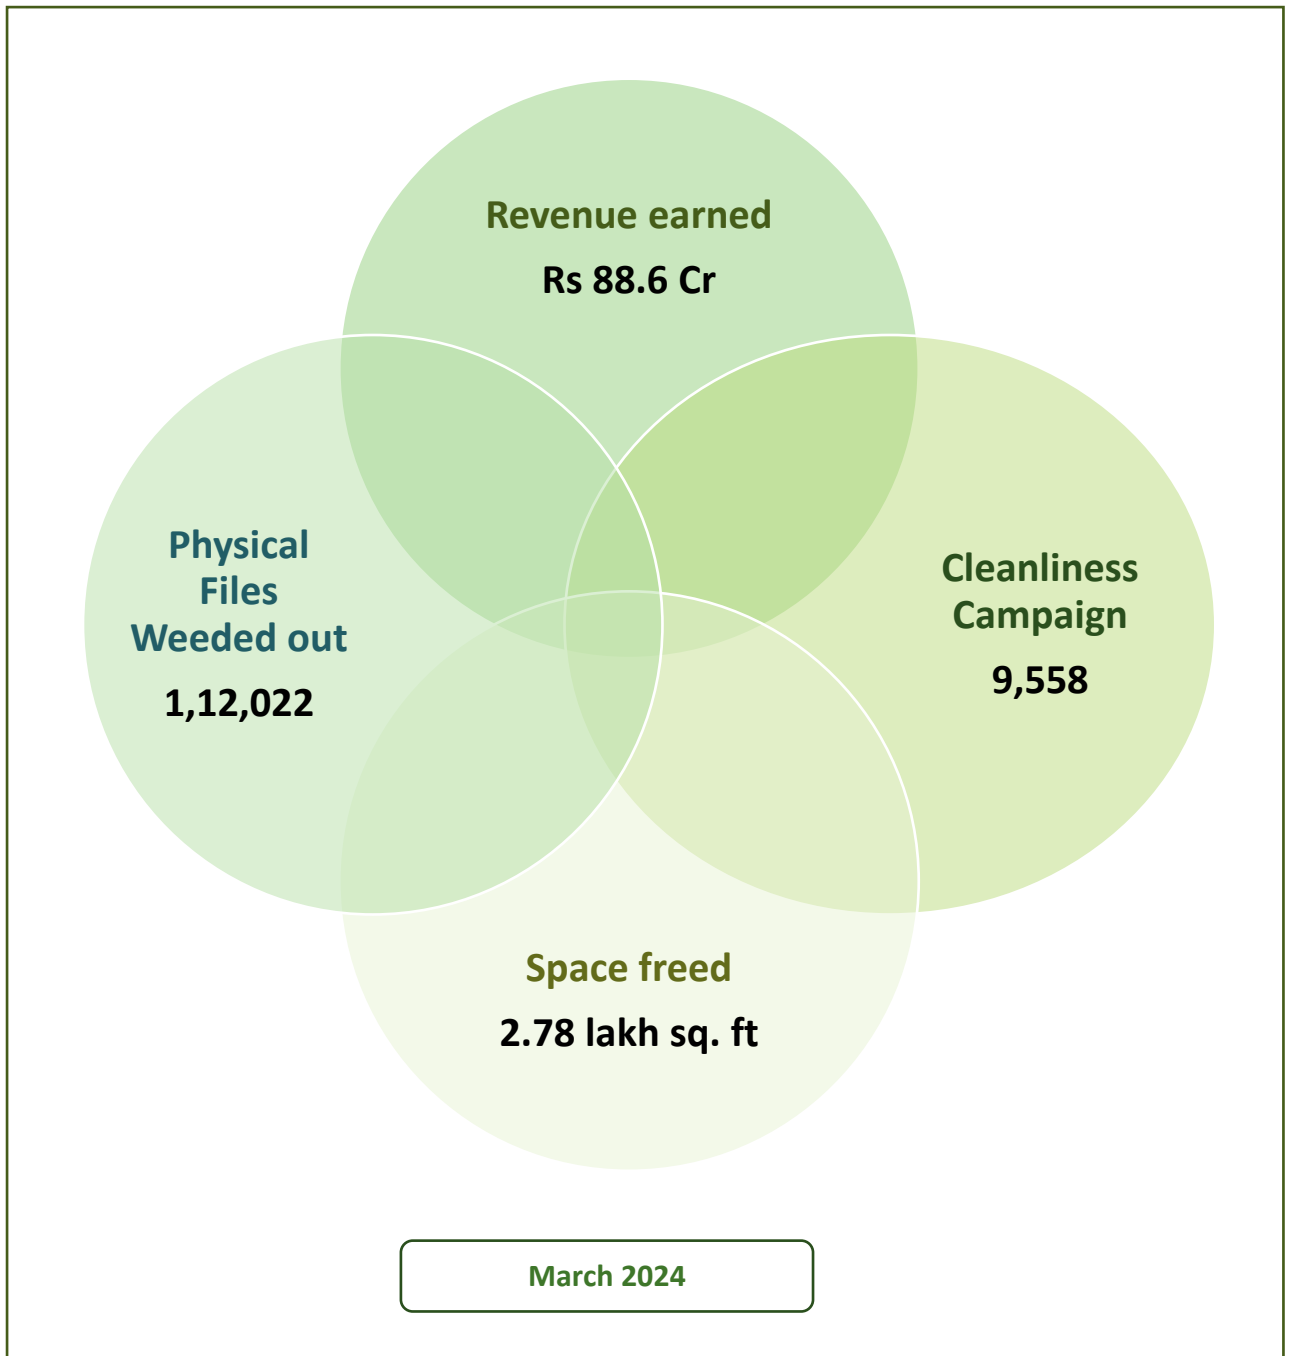 Revenue earned
Rs 88.6 Cr
Physical
Files
Weeded out
1,12,022
Cleanliness
Campaign
9,558
Space freed
2.78 lakh sq. ft
March 2024